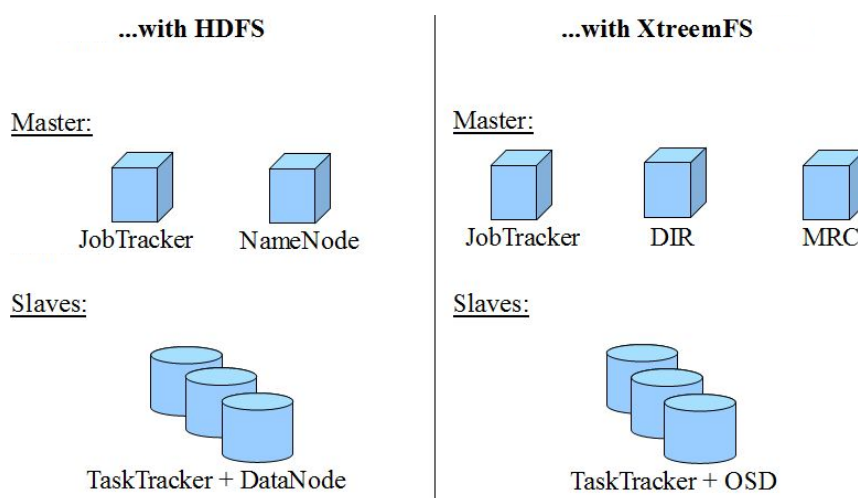 ...with HDFS
Master:
JobTracker
NameNode
Slaves:
TaskTracker + DataNode
...with XtreemFS
Master:
JobTracker
DIR
MRC
Slaves:
TaskTracker + OSD